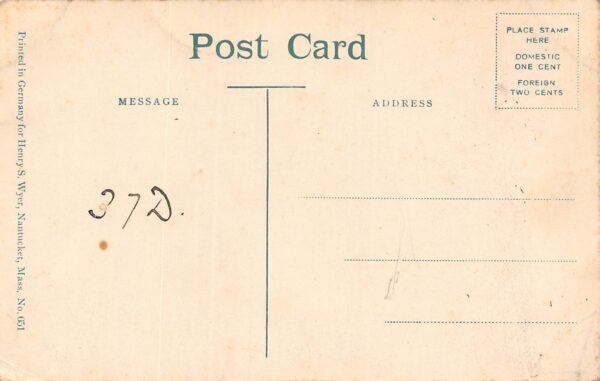 Post Card
PLACE STAMP
HERE
DOMESTIC
ONE CENT
FOREIGN
TWO CENTS
MESSAGE
ADDRESS
37D.
Printed in Germany for Henry S. Wyer, Nantucket, Mass. No. 651